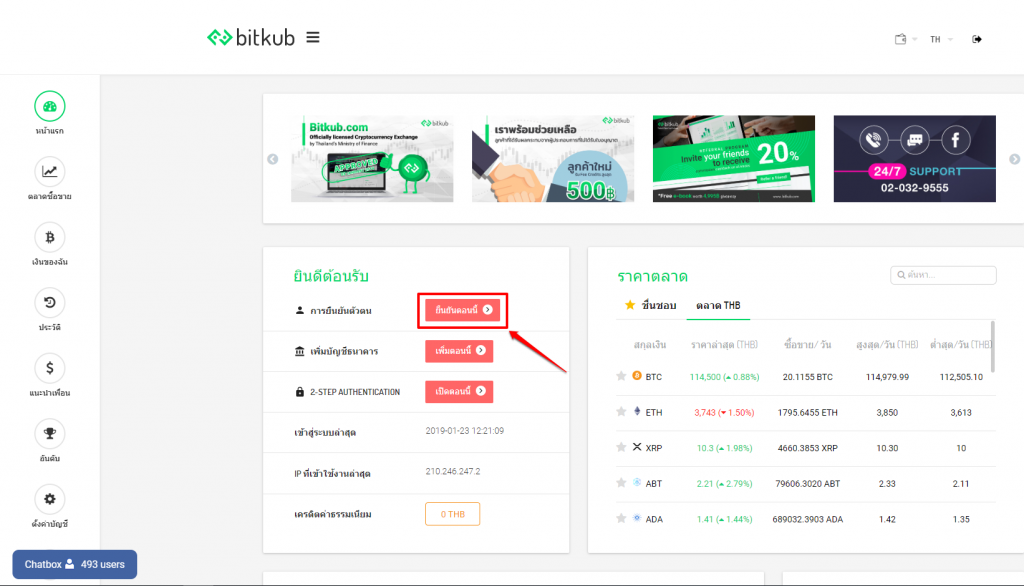 bitkub
TH
หน้าแรก
ตลาดซื้อขาย
เงินของฉัน
ประวัติ
แนะนำเพื่อน
อันดับ
ตั้งค่าบัญชี
Bitkub.com
Officially licensed Cryptocurrency Exchange
by Thailand's Ministry of Finance
bitkub
APPROVED
เราพร้อมช่วยเหลือ
bitkub
ลูกค้าใหม่
500฿
bitkub
Invite your friends
to receive
20%
24/7 SUPPORT
02-032-9555
ยินดีต้อนรับ
การยืนยันตัวตน
ยืนยันตอนนี้
เพิ่มบัญชีธนาคาร
เพิ่มตอนนี้
2-STEP AUTHENTICATION
เปิดตอนนี้
เข้าสู่ระบบล่าสุด
2019-01-23 12:21:09
IP ที่เข้าใช้งานล่าสุด
210.246.247.2
เครดิตค่าธรรมเนียม
0 THB
ราคาตลาด
ค้นหา...
ชื่นชอบ ตลาด THB
สกุลเงิน ราคาล่าสุด (THB) ซื้อขาย/ วัน สูงสุด/วัน (THB) ต่ำสุด/วัน (THB)
BTC 114,500 (▲ 0.88%) 20.1155 BTC 114,979.99 112,505.10
ETH 3,743 (▼ 1.50%) 1795.6455 ETH 3,850 3,613
XRP 10.3 (▲ 1.98%) 4660.3853 XRP 10.30 10
ABT 2.21 (▲ 2.79%) 79606.3020 ABT 2.33 2.11
ADA 1.41 (▲ 1.44%) 689032.3903 ADA 1.42 1.35
Chatbox 493 users